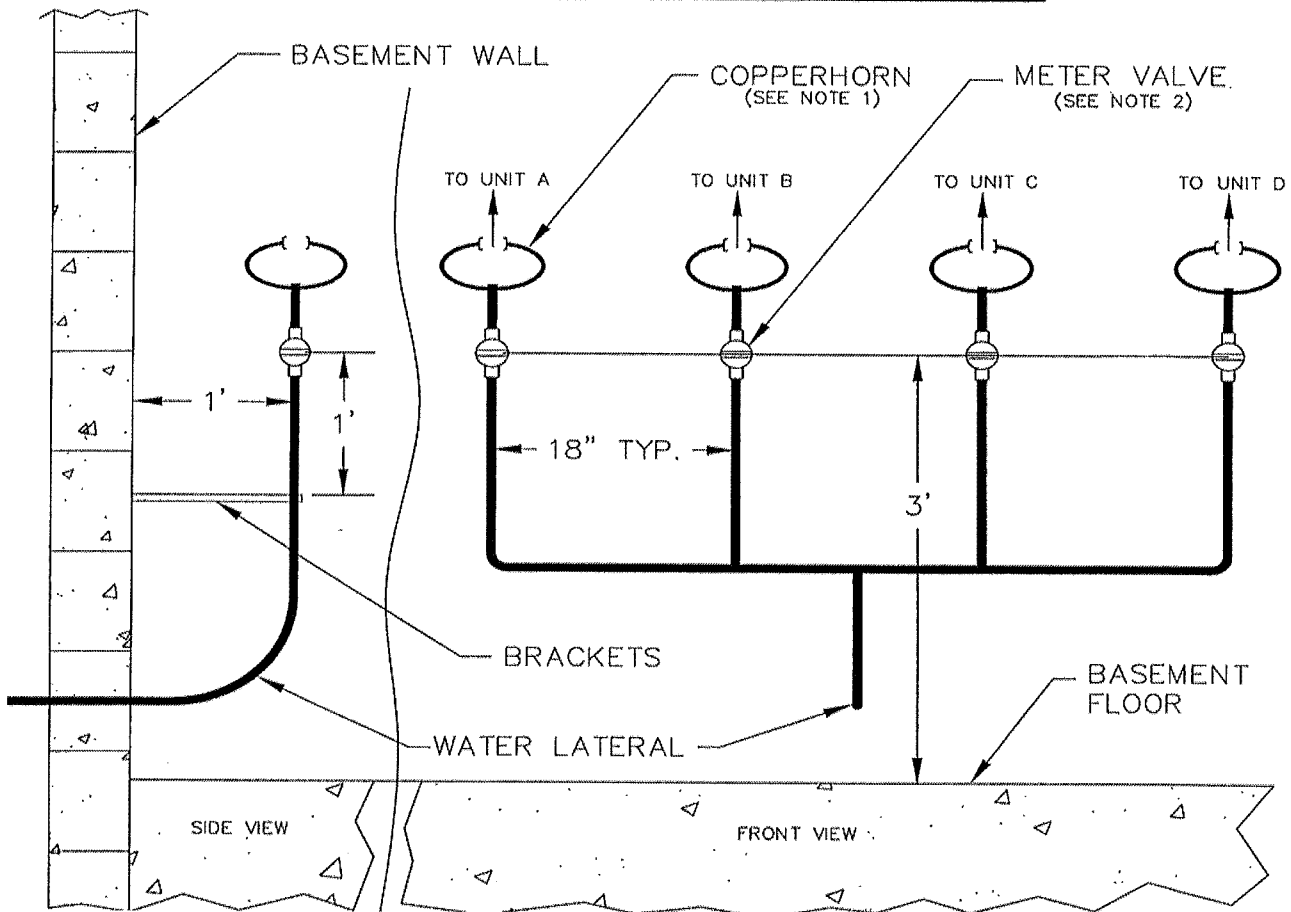 BASEMENT WALL
COPPERHORN
(SEE NOTE 1)
METER VALVE
(SEE NOTE 2)
TO UNIT A
TO UNIT B
TO UNIT C
TO UNIT D
1'
1'
18" TYP.
3'
BRACKETS
BASEMENT
FLOOR
WATER LATERAL
SIDE VIEW
FRONT VIEW